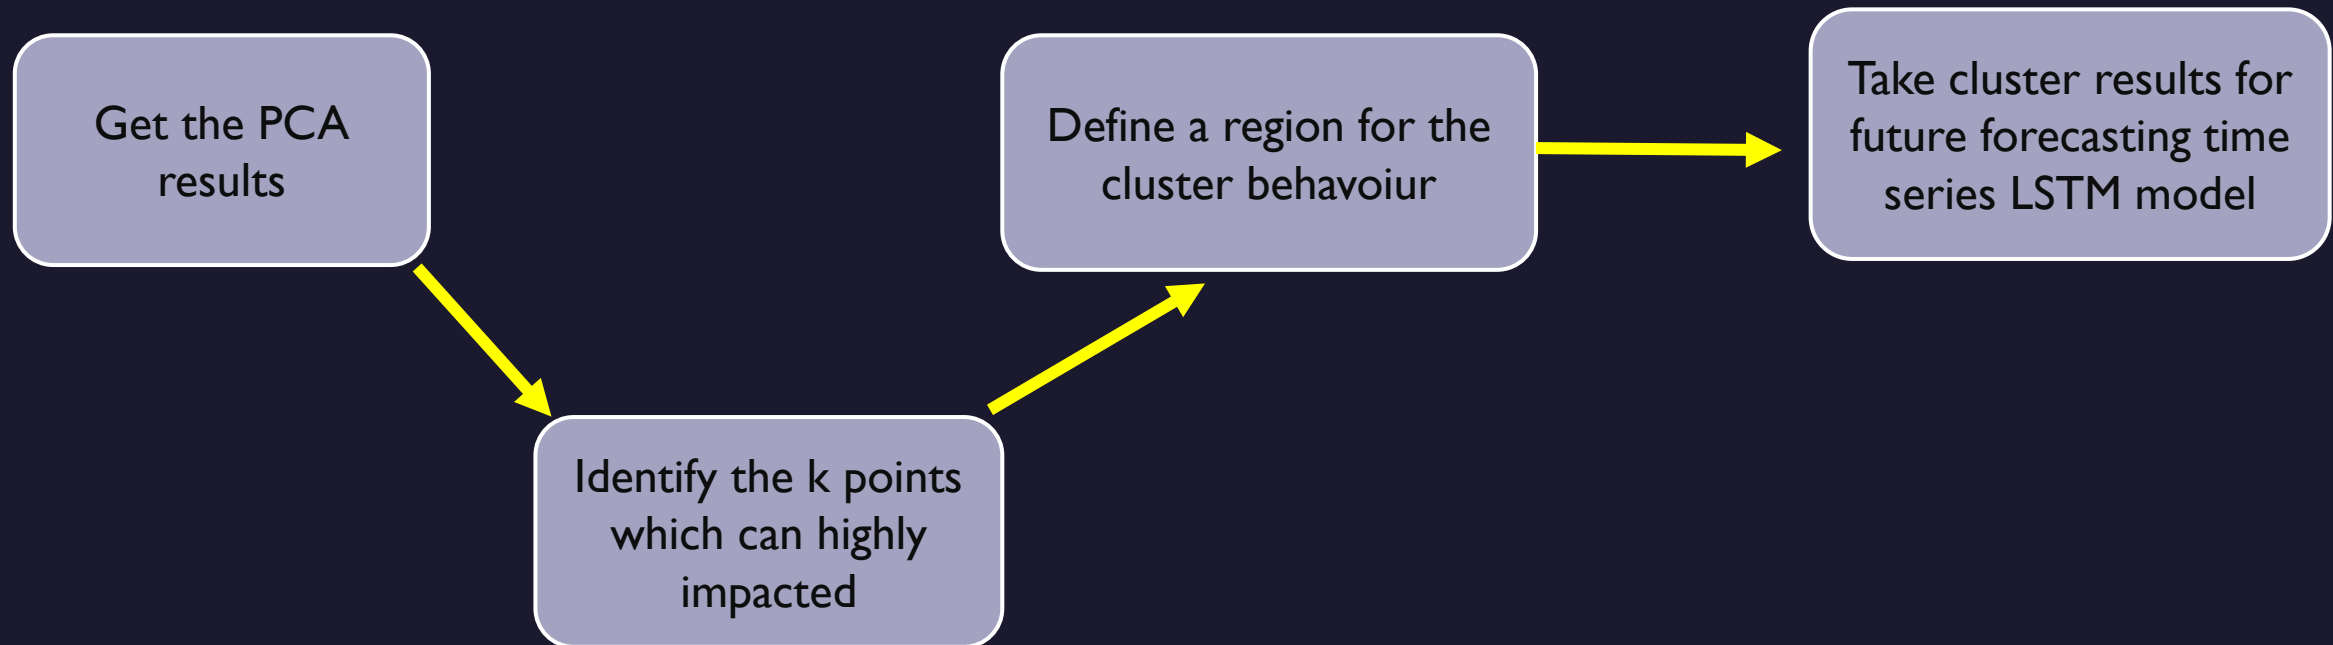 Get the PCA
results
Identify the k points
which can highly
impacted
Define a region for the
cluster behavoiur
Take cluster results for
future forecasting time
series LSTM model